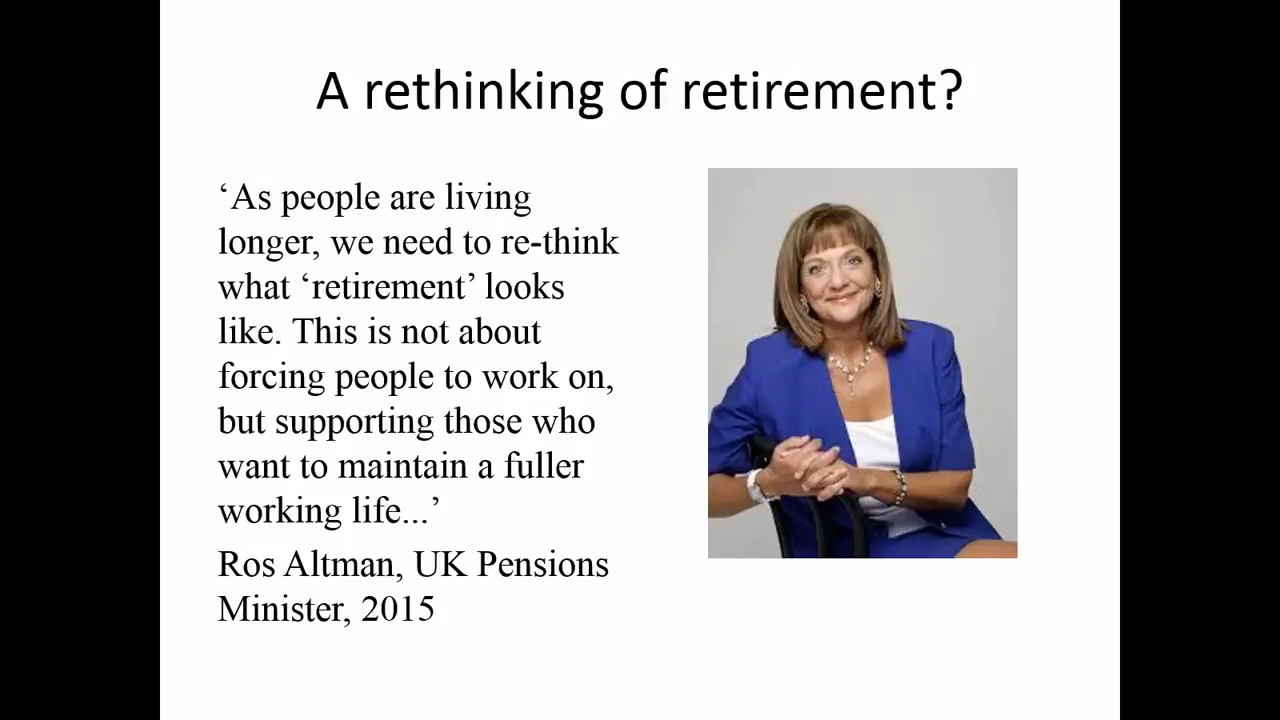 A rethinking of retirement?
‘As people are living
longer, we need to re-think
what ‘retirement’ looks
like. This is not about
forcing people to work on,
but supporting those who
want to maintain a fuller
working life...’
Ros Altman, UK Pensions
Minister, 2015